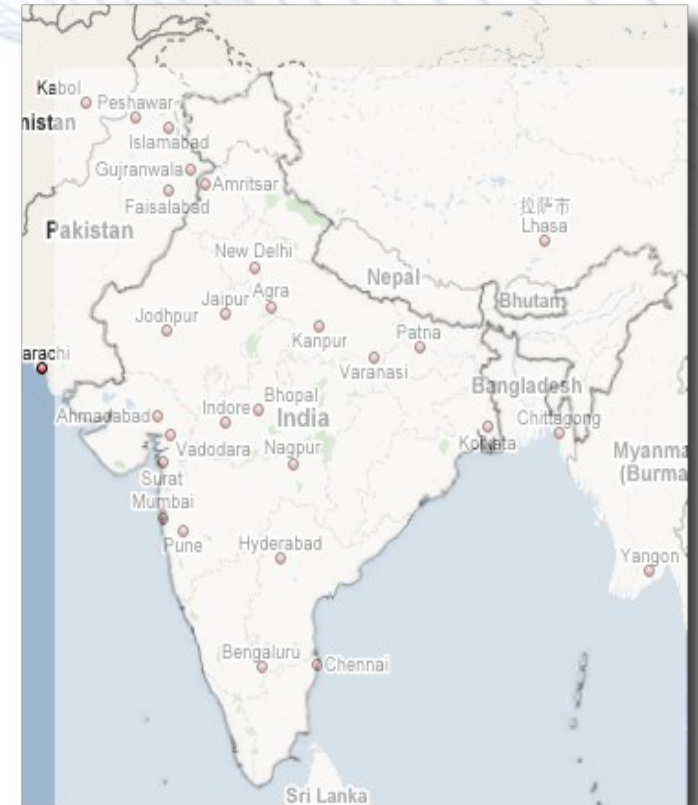 Kabol
Peshawar
nistan
Islamabad
Gujranwala
Amritsar
Faisalabad
Pakistan
拉萨市
Lhasa
New Delhi
Nepal
Bhutan
Jaipur
Agra
Jodhpur
Kanpur
Patna
arachi
Varanasi
Bangladesh
Ahmadabad
Indore
Bhopal
India
Chittagong
Kolkata
Vadodara
Nagpur
Myanma
(Burma
Surat
Mumbai
Pune
Hyderabad
Yangon
Bengaluru
Chennai
Sri Lanka